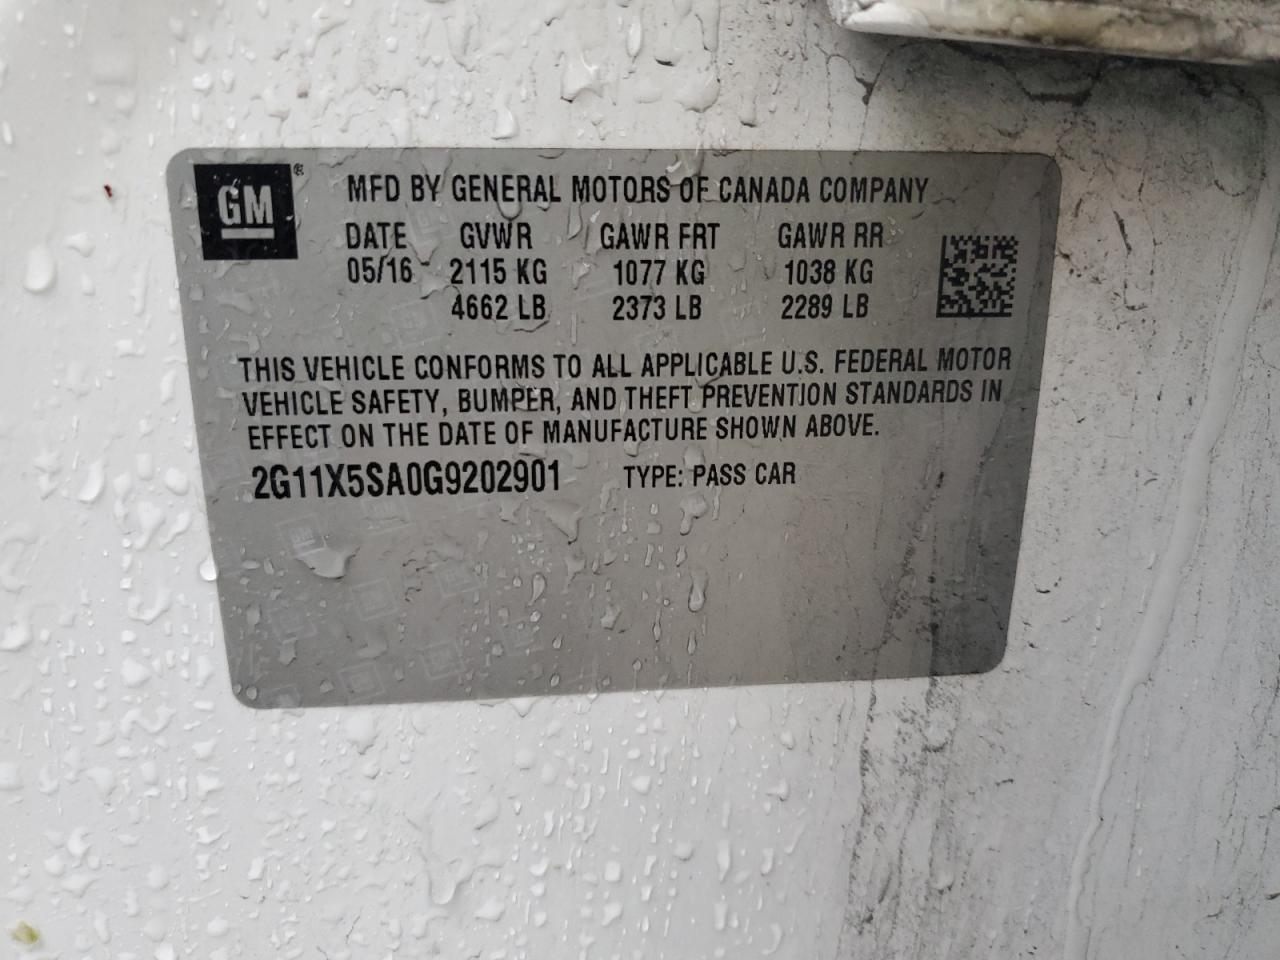 GM ®
MFD BY GENERAL MOTORS OF CANADA COMPANY
DATE GVWR GAWR FRT GAWR RR
05/16 2115 KG 1077 KG 1038 KG
4662 LB 2373 LB 2289 LB
THIS VEHICLE CONFORMS TO ALL APPLICABLE U.S. FEDERAL MOTOR
VEHICLE SAFETY, BUMPER, AND THEFT PREVENTION STANDARDS IN
EFFECT ON THE DATE OF MANUFACTURE SHOWN ABOVE.
2G11X5SA0G9202901 TYPE: PASS CAR